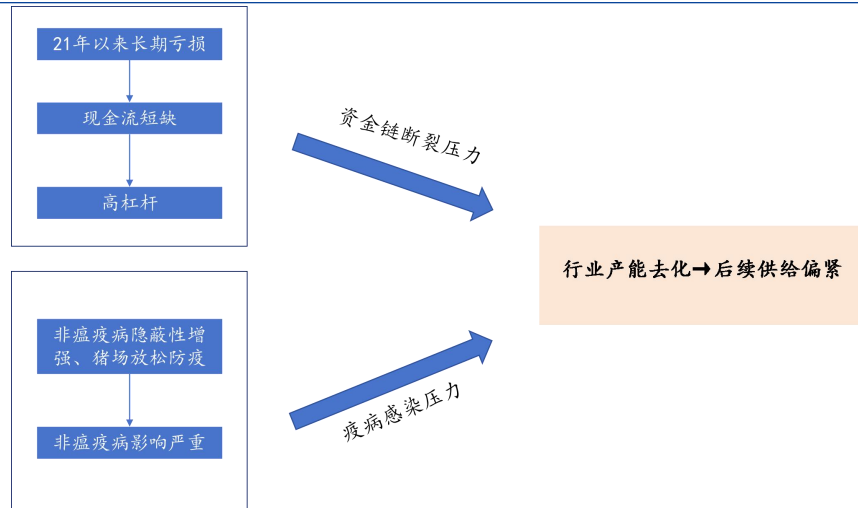 21年以来长期亏损
现金流短缺
高杠杆
资金链断裂压力
行业产能去化→后续供给偏紧
非瘟疫病隐蔽性增
强、猪场放松防疫
非瘟疫病影响严重
疫病感染压力